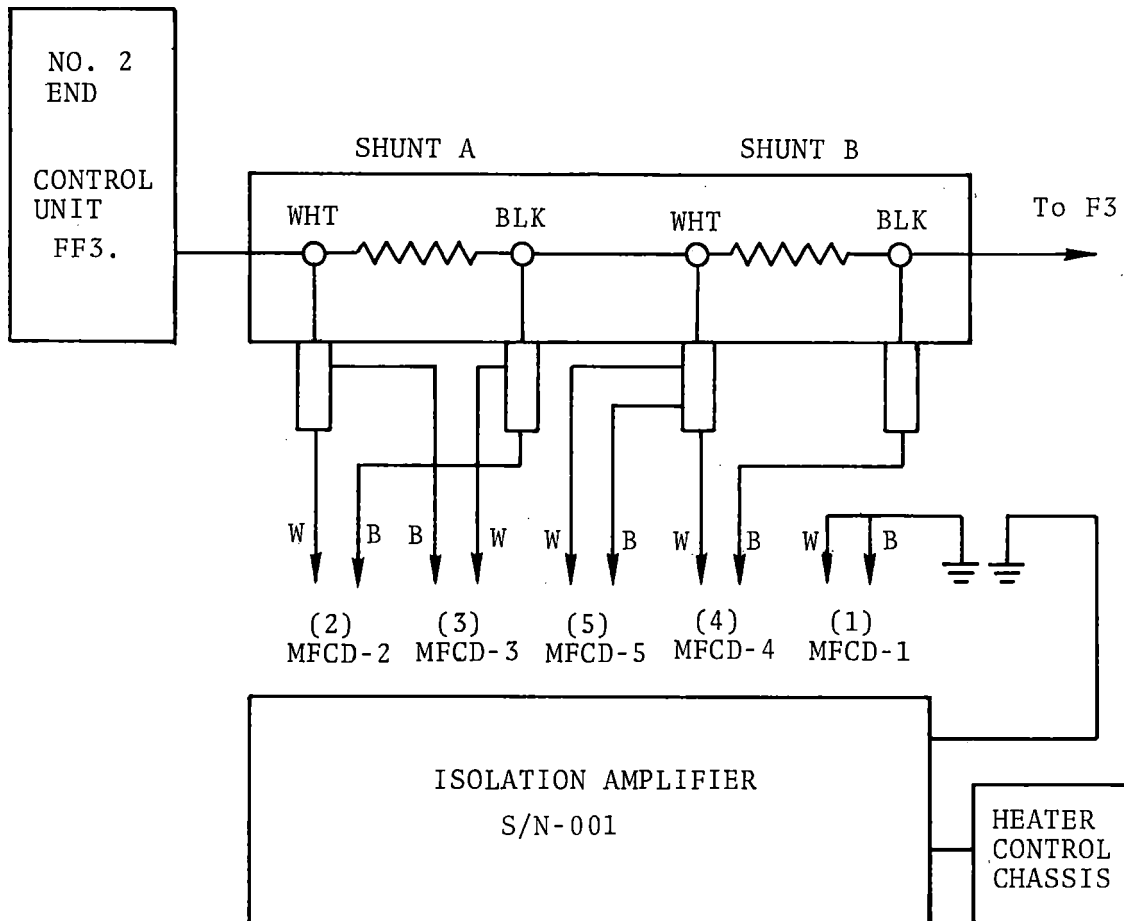 NO. 2
END
CONTROL
UNIT
FF3.
SHUNT A
SHUNT B
WHT
BLK
WHT
BLK
To F3
W
B
B
W
W
B
W
B
W
B
(2)
MFCD-2
(3)
MFCD-3
(5)
MFCD-5
(4)
MFCD-4
(1)
MFCD-1
ISOLATION AMPLIFIER
S/N-001
HEATER
CONTROL
CHASSIS